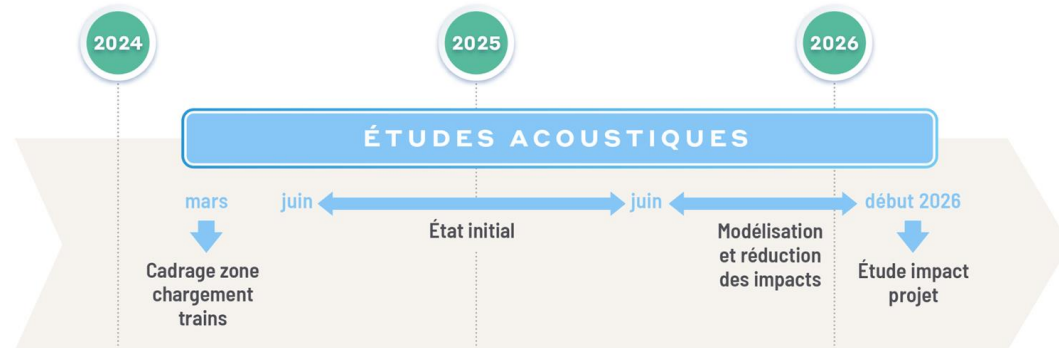 2024
2025
2026
ÉTUDES ACOUSTIQUES
mars
juin
juin
début 2026
État initial
Modélisation
et réduction
des impacts
Cadrage zone
chargement
trains
Étude impact
projet